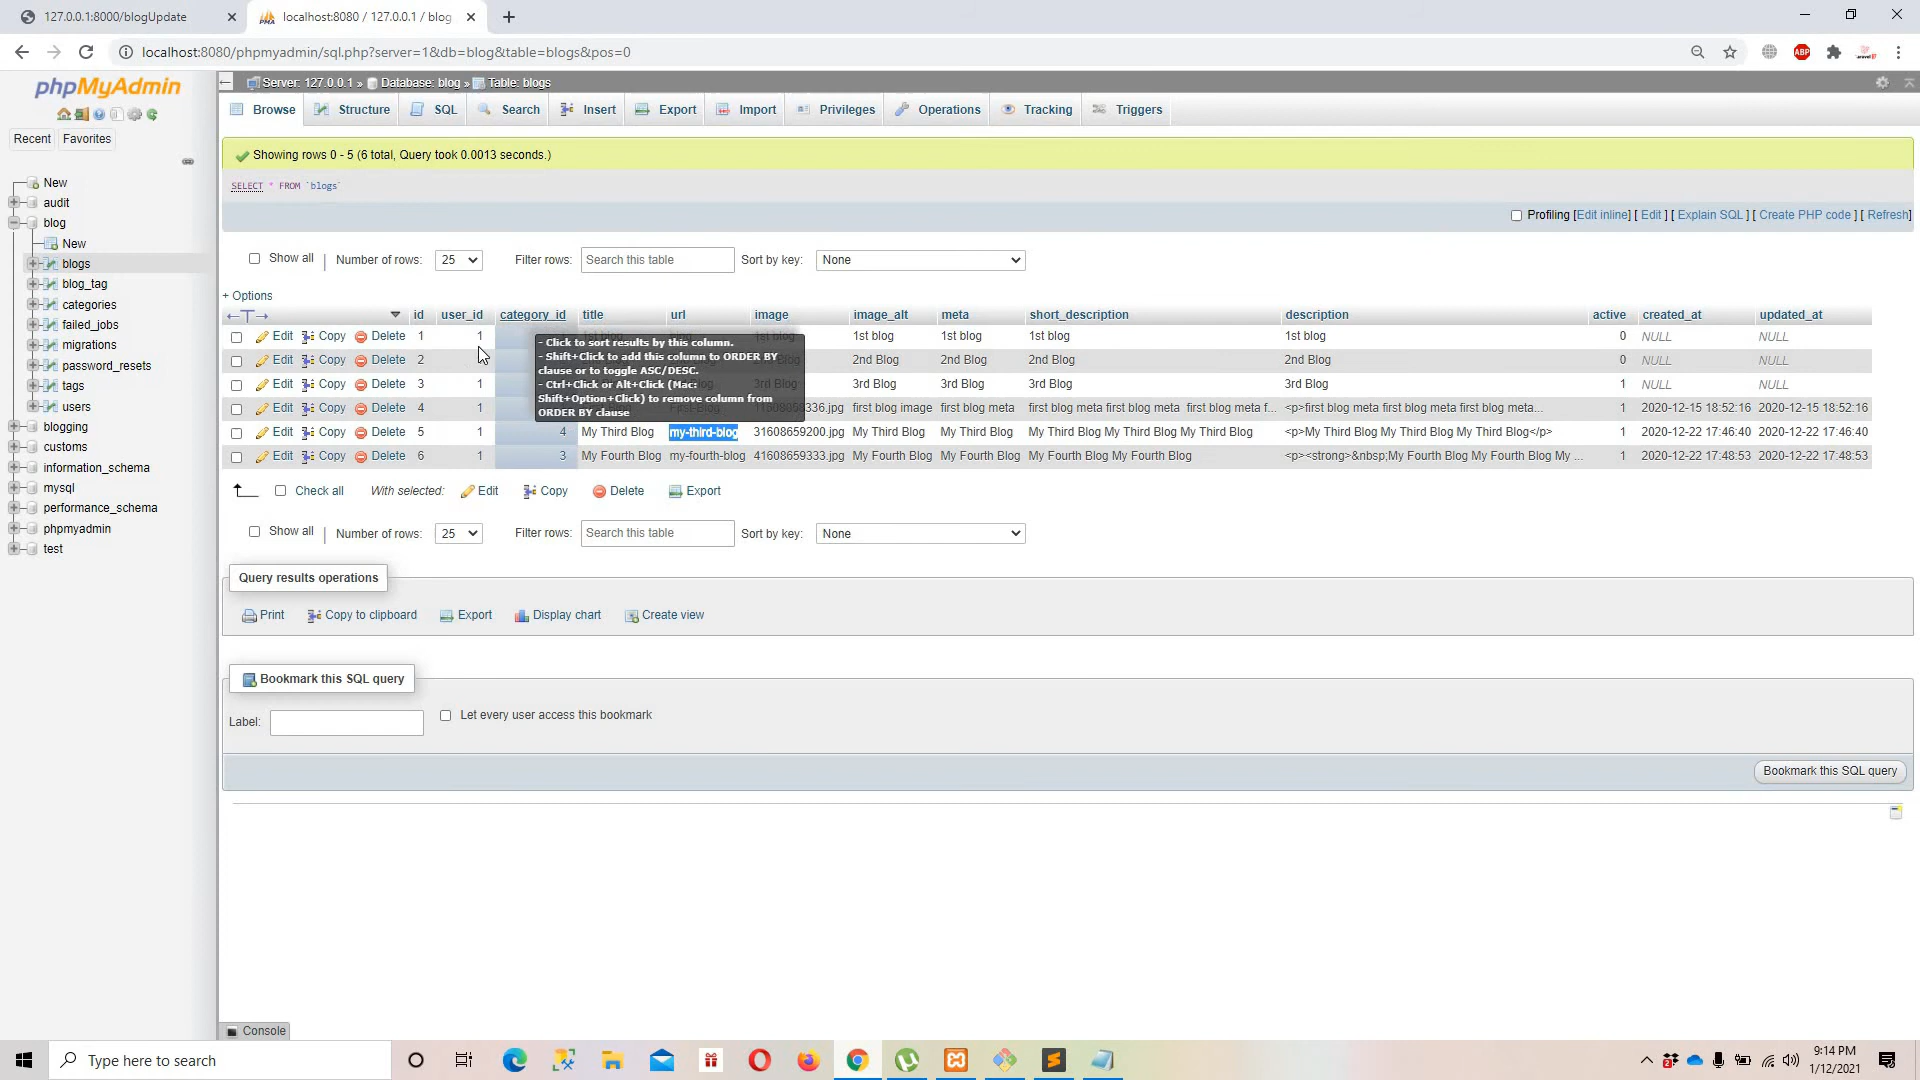 127.0.0.1:8000/blogUpdate
localhost:8080 / 127.0.0.1 / blog
localhost:8080/phpmyadmin/sql.php?server=1&db=blog&table=blogs&pos=0
ABP
phpMyAdmin
Server: 127.0.0.1 » Database: blog » Table: blogs
Browse Structure SQL Search Insert Export Import Privileges Operations Tracking Triggers
Recent Favorites
Showing rows 0 - 5 (6 total, Query took 0.0013 seconds.)
SELECT * FROM `blogs`
Profiling [Edit inline] [ Edit ] [ Explain SQL ] [ Create PHP code ] [ Refresh]
New
audit
blog
New
blogs
blog_tag
categories
failed_jobs
migrations
password_resets
tags
users
blogging
customs
information_schema
mysql
performance_schema
phpmyadmin
test
Show all Number of rows: 25 Filter rows: Search this table Sort by key: None
+ Options
id user_id category_id title url image image_alt meta short_description description active created_at updated_at
Edit Copy Delete 1 1 1st blog 1st blog 1st blog 1st blog 1st blog 0 NULL NULL
Edit Copy Delete 2 2nd Blog 2nd Blog 2nd Blog 2nd Blog 2nd Blog 0 NULL NULL
Edit Copy Delete 3 1 3rd Blog 3rd Blog 3rd Blog 3rd Blog 3rd Blog 1 NULL NULL
Edit Copy Delete 4 1 first blog image first blog meta first blog meta first blog meta first blog meta f... <p>first blog meta first blog meta first blog meta... 1 2020-12-15 18:52:16 2020-12-15 18:52:16
Edit Copy Delete 5 1 4 My Third Blog my-third-blog 31608659200.jpg My Third Blog My Third Blog My Third Blog My Third Blog My Third Blog <p>My Third Blog My Third Blog My Third Blog</p> 1 2020-12-22 17:46:40 2020-12-22 17:46:40
Edit Copy Delete 6 1 3 My Fourth Blog my-fourth-blog 41608659333.jpg My Fourth Blog My Fourth Blog My Fourth Blog My Fourth Blog <p><strong>&nbsp;My Fourth Blog My Fourth Blog My ... 1 2020-12-22 17:48:53 2020-12-22 17:48:53
- Click to sort results by this column.
- Shift+Click to add this column to ORDER BY
clause or to toggle ASC/DESC.
- Ctrl+Click or Alt+Click (Mac:
Shift+Option+Click) to remove column from
ORDER BY clause
Check all With selected: Edit Copy Delete Export
Show all Number of rows: 25 Filter rows: Search this table Sort by key: None
Query results operations
Print Copy to clipboard Export Display chart Create view
Bookmark this SQL query
Label: Let every user access this bookmark
Bookmark this SQL query
Console
Type here to search
9:14 PM
1/12/2021